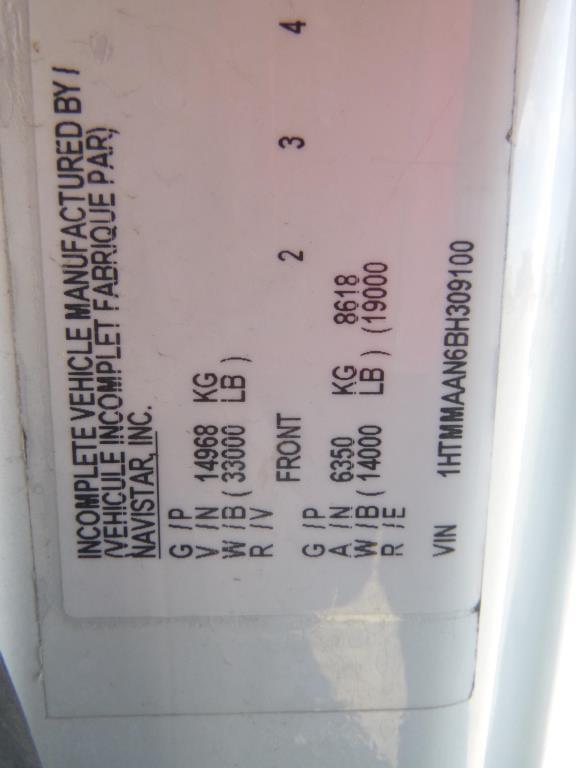 INCOMPLETE VEHICLE MANUFACTURED BY /
(VEHICULE INCOMPLET FABRIQUE PAR)
NAVISTAR, INC.
G / P
V / N 14968 KG
W / B ( 33000 LB )
R / V
FRONT 2 3 4
G / P
A / N 6350 KG 8618
W / B ( 14000 LB ) (19000
R / E
VIN 1HTMMAAN6BH309100